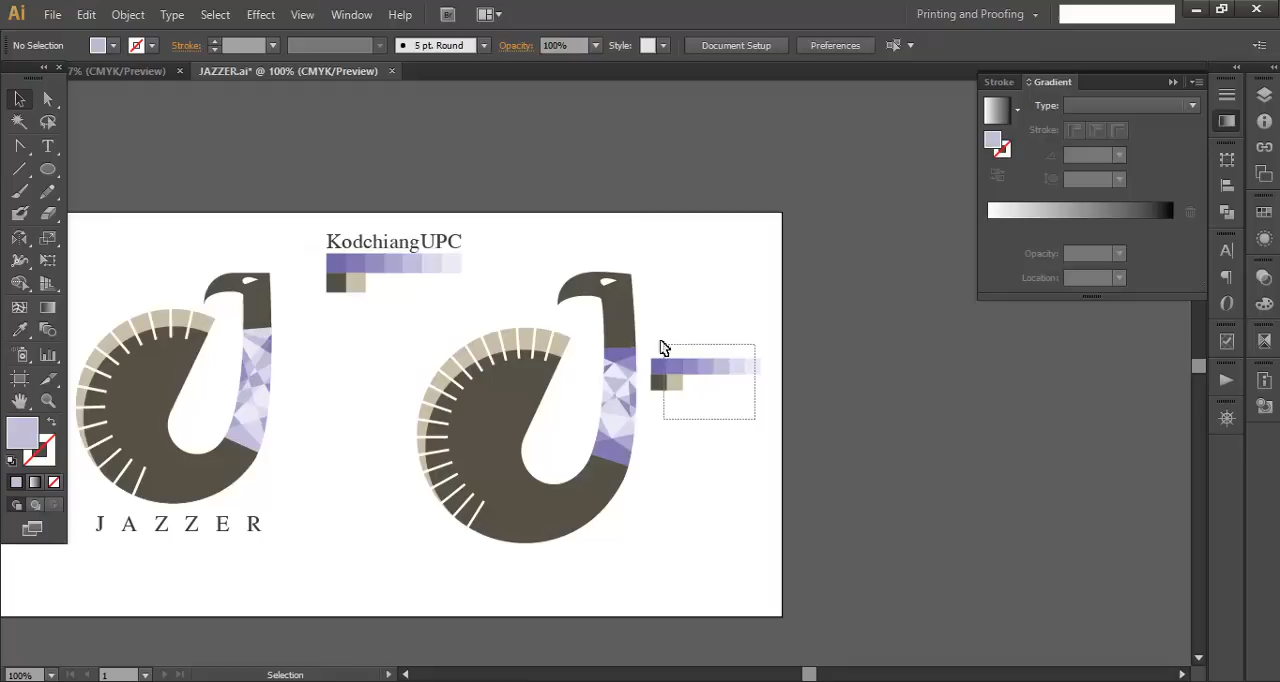 Ai File Edit Object Type Select Effect View Window Help Br Printing and Proofing
No Selection Stroke: 5 pt. Round Opacity: 100% Style: Document Setup Preferences
7% (CMYK/Preview) × JAZZER.ai* @ 100% (CMYK/Preview) ×
Stroke Gradient
Type:
Stroke:
Opacity:
Location:
KodchiangUPC
JAZZER
100% 1 Selection